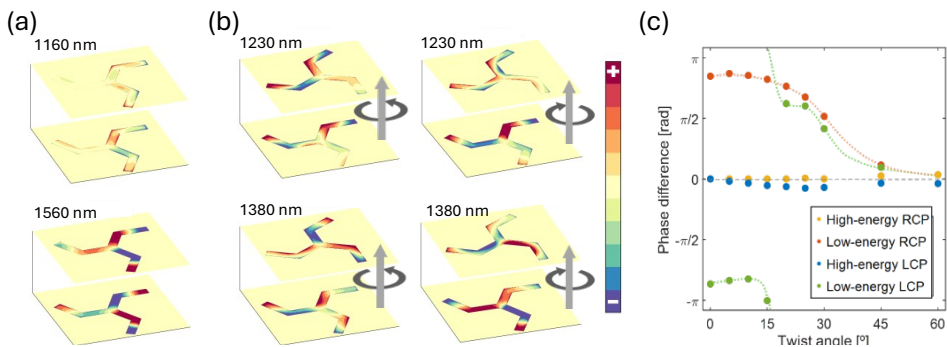 (a)
(b)
(c)
1160 nm
1230 nm
1230 nm
1560 nm
1380 nm
1380 nm
+
−
Phase difference [rad]
π
π/2
0
-π/2
-π
High-energy RCP
Low-energy RCP
High-energy LCP
Low-energy LCP
0 15 30 45 60
Twist angle [º]